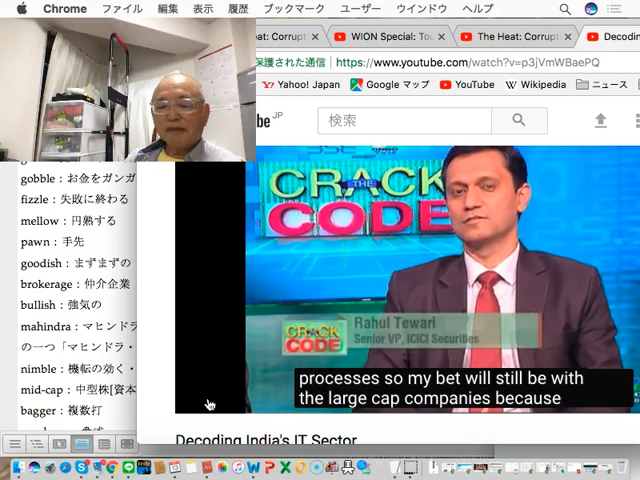 Chrome ファイル 編集 表示 履歴 ブックマーク ユーザー ウインドウ ヘルプ
eat: Corrupt
WION Special: Tou
The Heat: Corrupt
Decodin
保護された通信 | https://www.youtube.com/watch?v=p3jVmWBaePQ
Yahoo! Japan
Google マップ
YouTube
Wikipedia
ニュース
be JP
検索
gobble：お金をガンガ
fizzle：失敗に終わる
mellow：円熟する
pawn：手先
goodish：まずまずの
brokerage：仲介企業
bullish：強気の
mahindra：マヒンドラ
の一つ「マヒンドラ・
nimble：機転の効く・
mid-cap：中型株[資本
bagger：複数打
CRACK
THE
CODE
CRACK
CODE
Rahul Tewari
Senior VP, ICICI Securities
processes so my bet will still be with
the large cap companies because
Decoding India's IT Sector